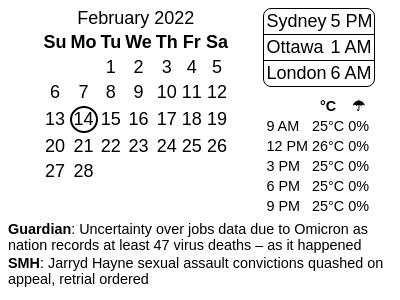 February 2022
Su Mo Tu We Th Fr Sa
1 2 3 4 5
6 7 8 9 10 11 12
13 14 15 16 17 18 19
20 21 22 23 24 25 26
27 28
Sydney 5 PM
Ottawa 1 AM
London 6 AM
°C ☂
9 AM 25°C 0%
12 PM 26°C 0%
3 PM 25°C 0%
6 PM 25°C 0%
9 PM 25°C 0%
Guardian: Uncertainty over jobs data due to Omicron as
nation records at least 47 virus deaths – as it happened
SMH: Jarryd Hayne sexual assault convictions quashed on
appeal, retrial ordered